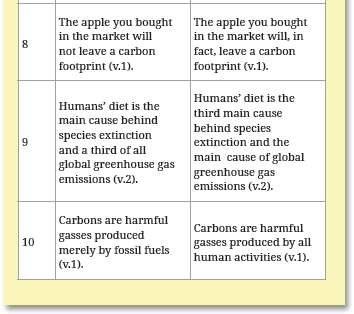 8
The apple you bought
in the market will
not leave a carbon
footprint (v.1).
The apple you bought
in the market will, in
fact, leave a carbon
footprint (v.1).
9
Humans’ diet is the
main cause behind
species extinction
and a third of all
global greenhouse gas
emissions (v.2).
Humans’ diet is the
third main cause
behind species
extinction and the
main cause of global
greenhouse gas
emissions (v.2).
10
Carbons are harmful
gasses produced
merely by fossil fuels
(v.1).
Carbons are harmful
gasses produced by all
human activities (v.1).